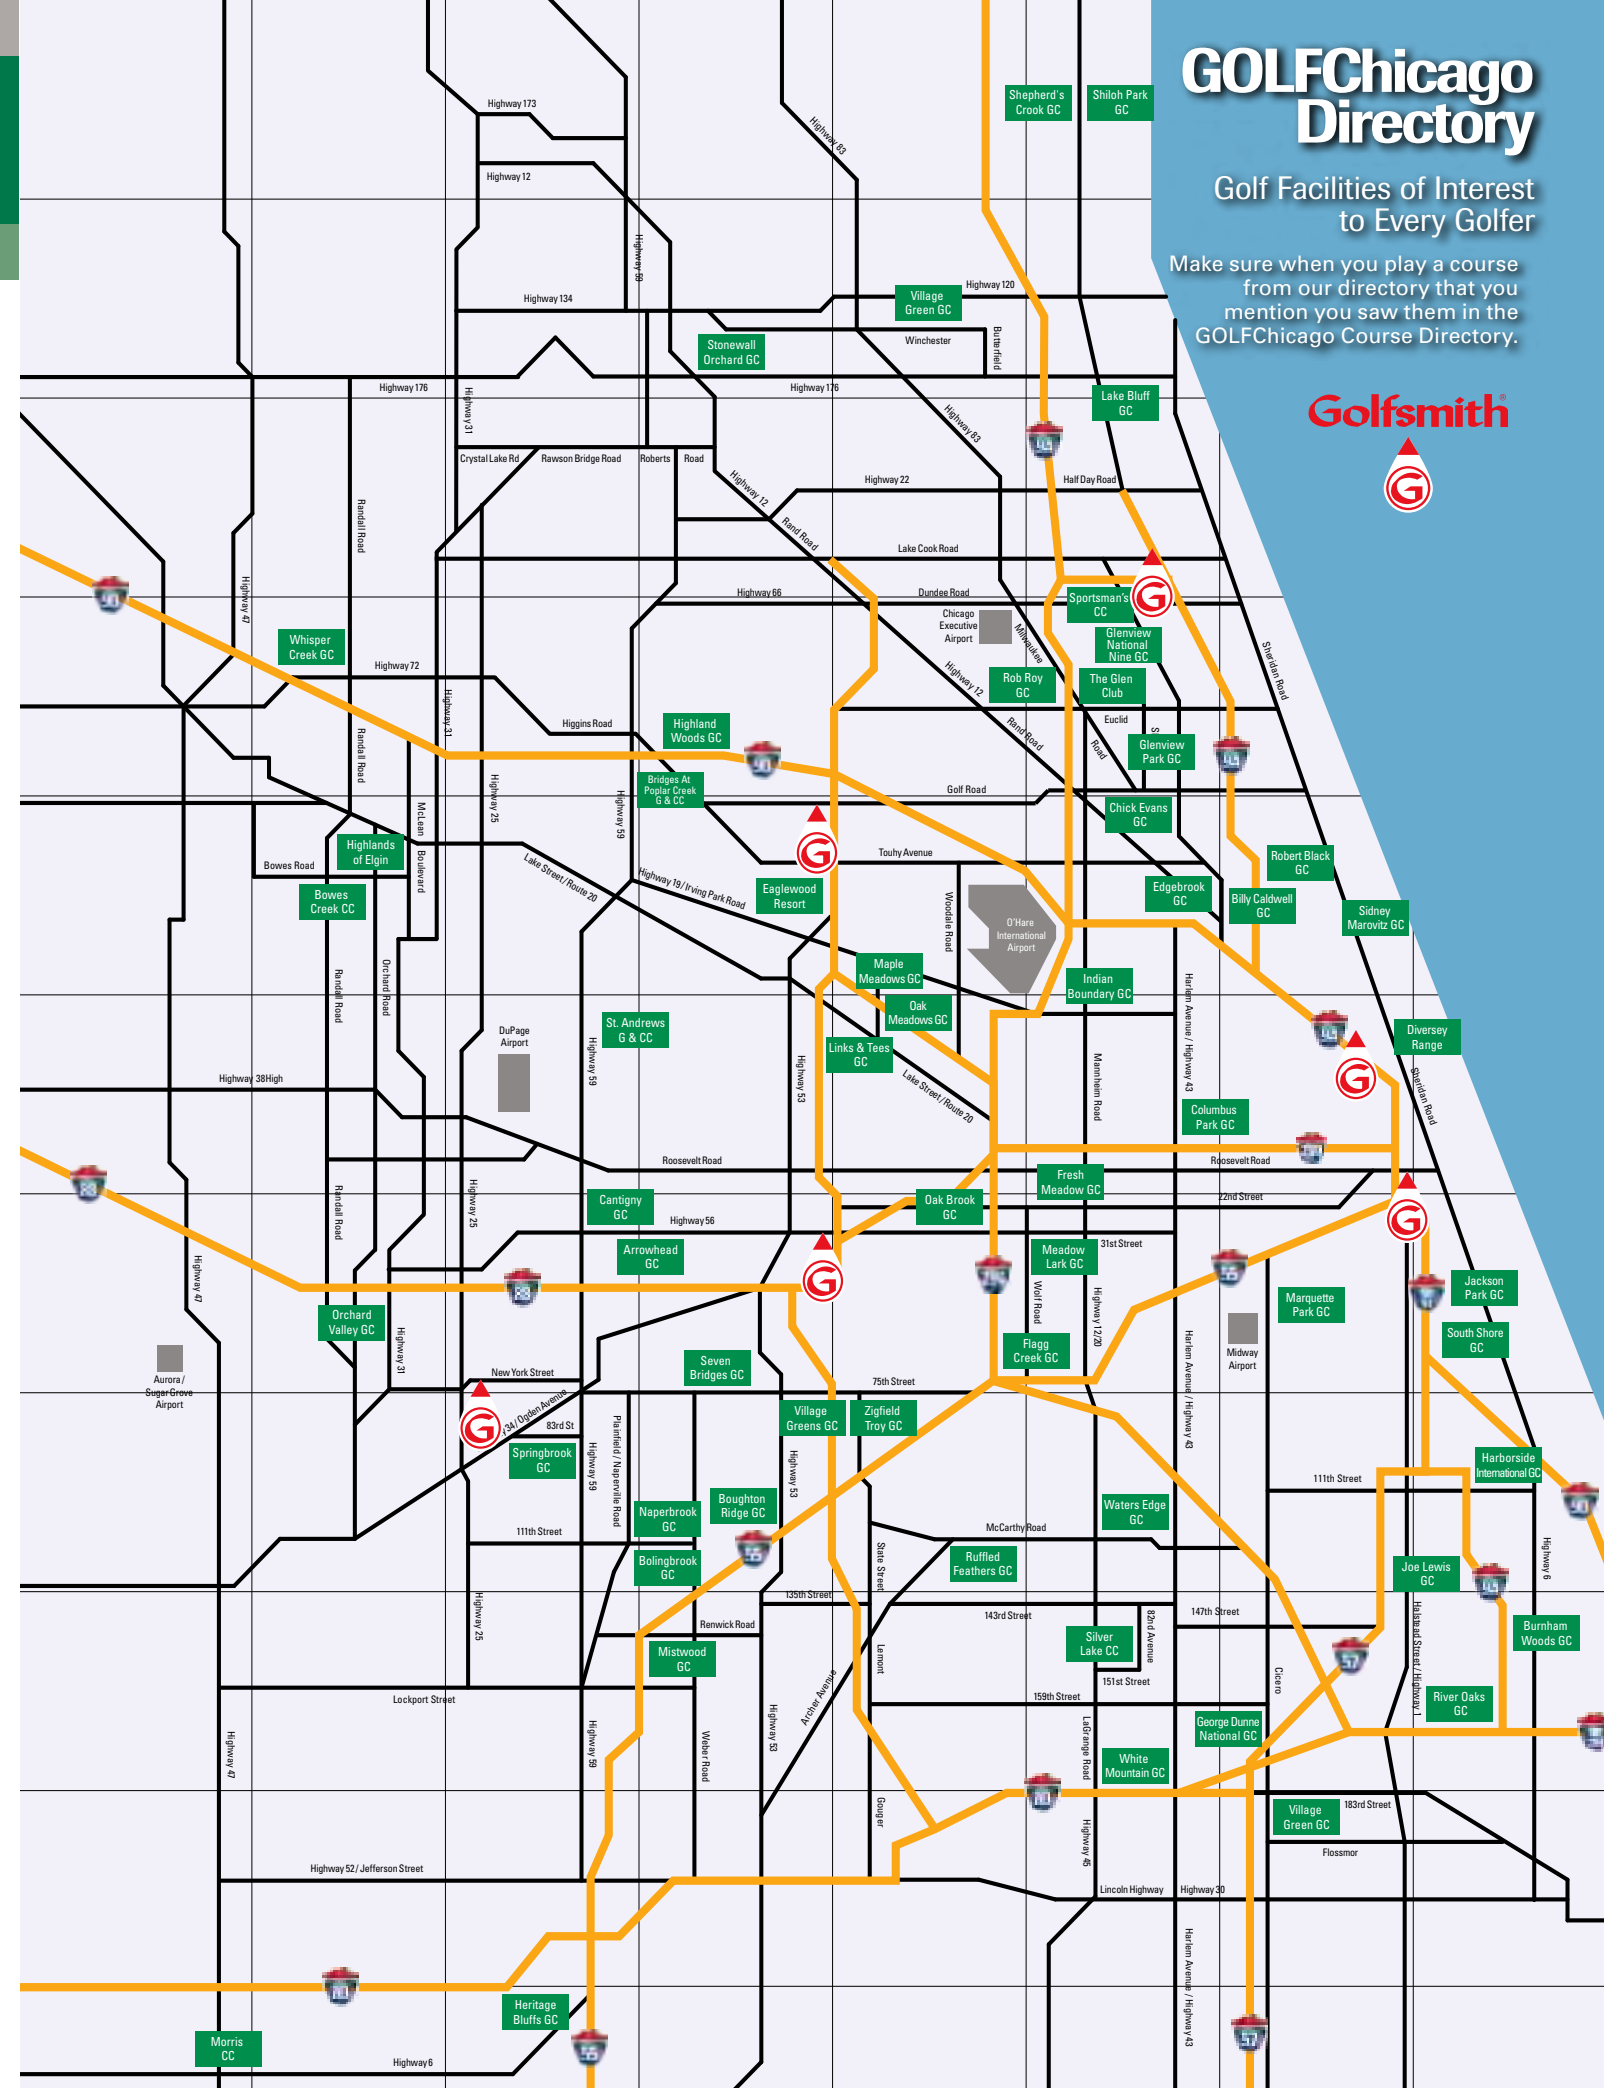 GOLFChicago
Directory
Golf Facilities of Interest
to Every Golfer
Make sure when you play a course
from our directory that you
mention you saw them in the
GOLFChicago Course Directory.
Golfsmith®
G
Shepherd's
Crook GC
Shiloh Park
GC
Highway 173
Highway 83
Highway 12
Highway 59
Highway 134
Village
Green GC
Highway 120
Stonewall
Orchard GC
Winchester
Butterfield
Highway 176
Highway 176
Highway 31
Lake Bluff
GC
Highway 83
Crystal Lake Rd
Rawson Bridge Road
Roberts
Road
Highway 12
Highway 22
Half Day Road
Randall Road
Rand Road
Lake Cook Road
G
Highway 47
Highway 66
Dundee Road
Sportsman's
CC
Chicago
Executive
Airport
Milwaukee
Glenview
National
Nine GC
Whisper
Creek GC
Highway 72
Highway 12
Rob Roy
GC
The Glen
Club
Sheridan Road
Highway 31
Higgins Road
Highland
Woods GC
Rand Road
Euclid
Road
S
Glenview
Park GC
Randall Road
Bridges At
Poplar Creek
G & CC
Golf Road
Highway 25
McLean
Highway 59
Chick Evans
GC
G
Highlands
of Elgin
Touhy Avenue
Robert Black
GC
Bowes Road
Boulevard
Lake Street / Route 20
Highway 19/ Irving Park Road
Eaglewood
Resort
Edgebrook
GC
Bowes
Creek CC
Billy Caldwell
GC
Sidney
Marovitz GC
Woodale Road
O'Hare
International
Airport
Maple
Meadows GC
Indian
Boundary GC
Randall Road
Orchard Road
Harlem Avenue / Highway 43
Oak
Meadows GC
DuPage
Airport
St. Andrews
G & CC
Diversey
Range
Highway 59
Links & Tees
GC
Highway 53
Mannheim Road
G
Highway 38High
Lake Street / Route 20
Sheridan Road
Columbus
Park GC
Roosevelt Road
Roosevelt Road
88
Randall Road
Highway 25
Fresh
Meadow GC
Cantigny
GC
Oak Brook
GC
22nd Street
G
Highway 56
31st Street
Arrowhead
GC
Meadow
Lark GC
Highway 47
G
88
55
Wolf Road
Highway 12/20
Marquette
Park GC
Jackson
Park GC
Orchard
Valley GC
Highway 31
Harlem Avenue / Highway 43
South Shore
GC
Flagg
Creek GC
Midway
Airport
Aurora /
Sugar Grove
Airport
Seven
Bridges GC
New York Street
75th Street
G
34/ Ogden Avenue
83rd St
Plainfield / Naperville Road
Village
Greens GC
Zigfield
Troy GC
Springbrook
GC
Highway 59
Highway 53
Harborside
International GC
111th Street
Boughton
Ridge GC
Naperbrook
GC
Waters Edge
GC
111th Street
McCarthy Road
55
State Street
Bolingbrook
GC
Ruffled
Feathers GC
Joe Lewis
GC
Highway 6
135th Street
Highway 25
143rd Street
82nd Avenue
147th Street
Halstead Street / Highway 1
Renwick Road
Burnham
Woods GC
Mistwood
GC
Lemont
Silver
Lake CC
57
Cicero
151st Street
Archer Avenue
Lockport Street
159th Street
River Oaks
GC
Highway 47
Highway 59
Weber Road
Highway 53
LaGrange Road
George Dunne
National GC
White
Mountain GC
Gouger
183rd Street
Village
Green GC
Highway 45
Flossmor
Highway 52/ Jefferson Street
Lincoln Highway
Highway 30
Harlem Avenue / Highway 43
Heritage
Bluffs GC
57
55
Morris
CC
Highway 6